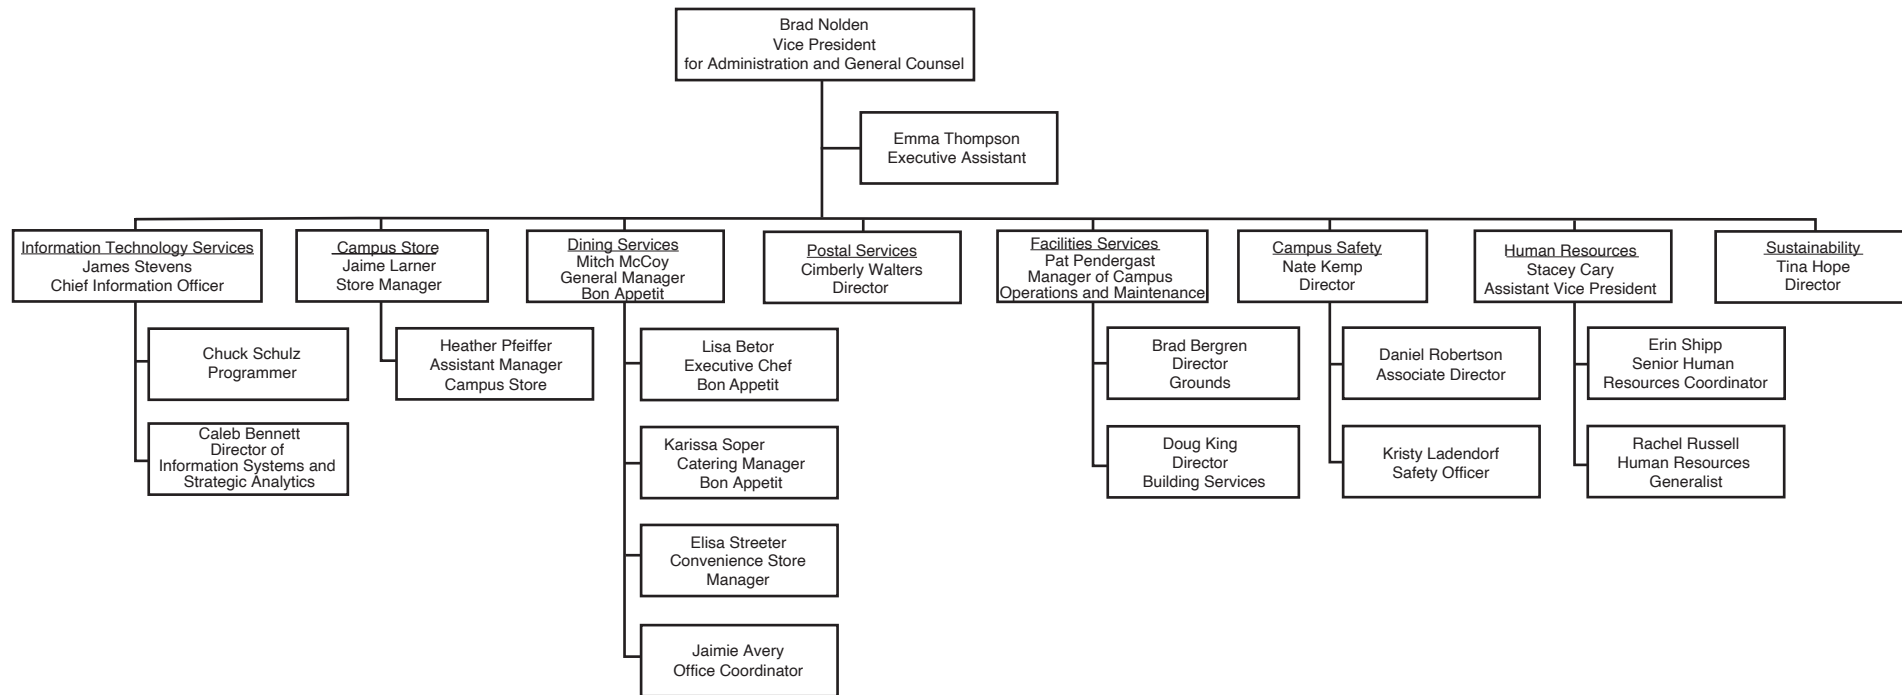 Brad Nolden
Vice President
for Administration and General Counsel
Emma Thompson
Executive Assistant
Information Technology Services
James Stevens
Chief Information Officer
Chuck Schulz
Programmer
Caleb Bennett
Director of
Information Systems and
Strategic Analytics
Campus Store
Jaime Larner
Store Manager
Heather Pfeiffer
Assistant Manager
Campus Store
Dining Services
Mitch McCoy
General Manager
Bon Appetit
Lisa Betor
Executive Chef
Bon Appetit
Karissa Soper
Catering Manager
Bon Appetit
Elisa Streeter
Convenience Store
Manager
Jaimie Avery
Office Coordinator
Postal Services
Cimberly Walters
Director
Facilities Services
Pat Pendergast
Manager of Campus
Operations and Maintenance
Brad Bergren
Director
Grounds
Doug King
Director
Building Services
Campus Safety
Nate Kemp
Director
Daniel Robertson
Associate Director
Kristy Ladendorf
Safety Officer
Human Resources
Stacey Cary
Assistant Vice President
Erin Shipp
Senior Human
Resources Coordinator
Rachel Russell
Human Resources
Generalist
Sustainability
Tina Hope
Director